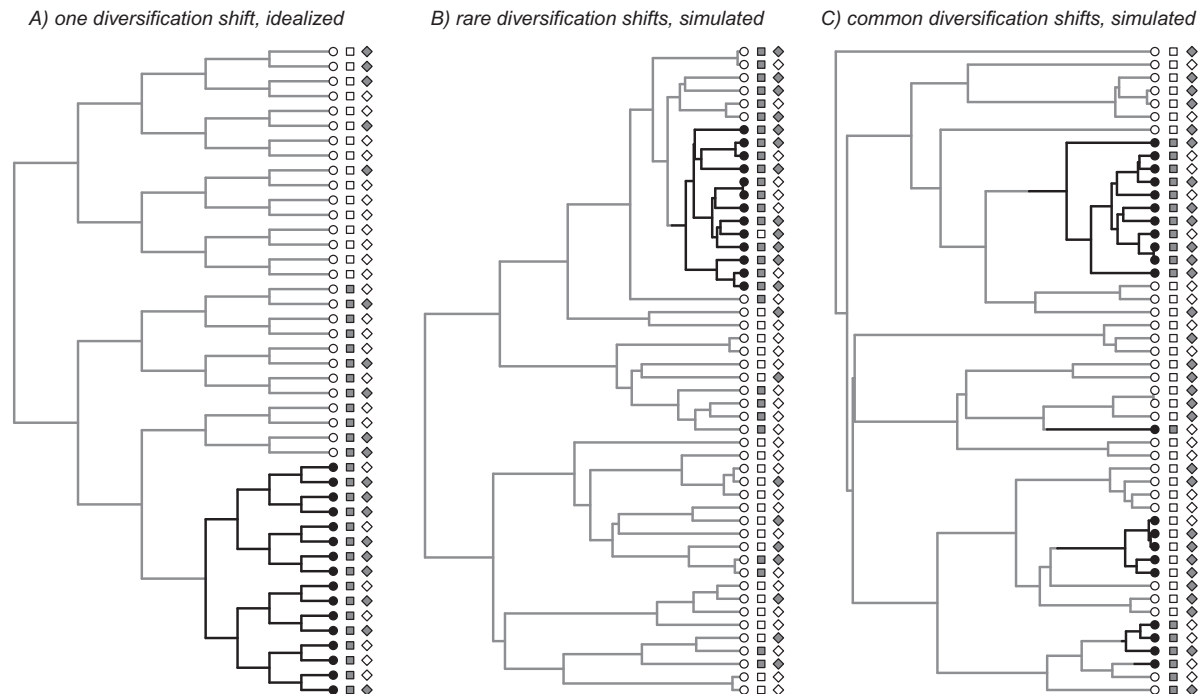 A) one diversification shift, idealized
B) rare diversification shifts, simulated
C) common diversification shifts, simulated